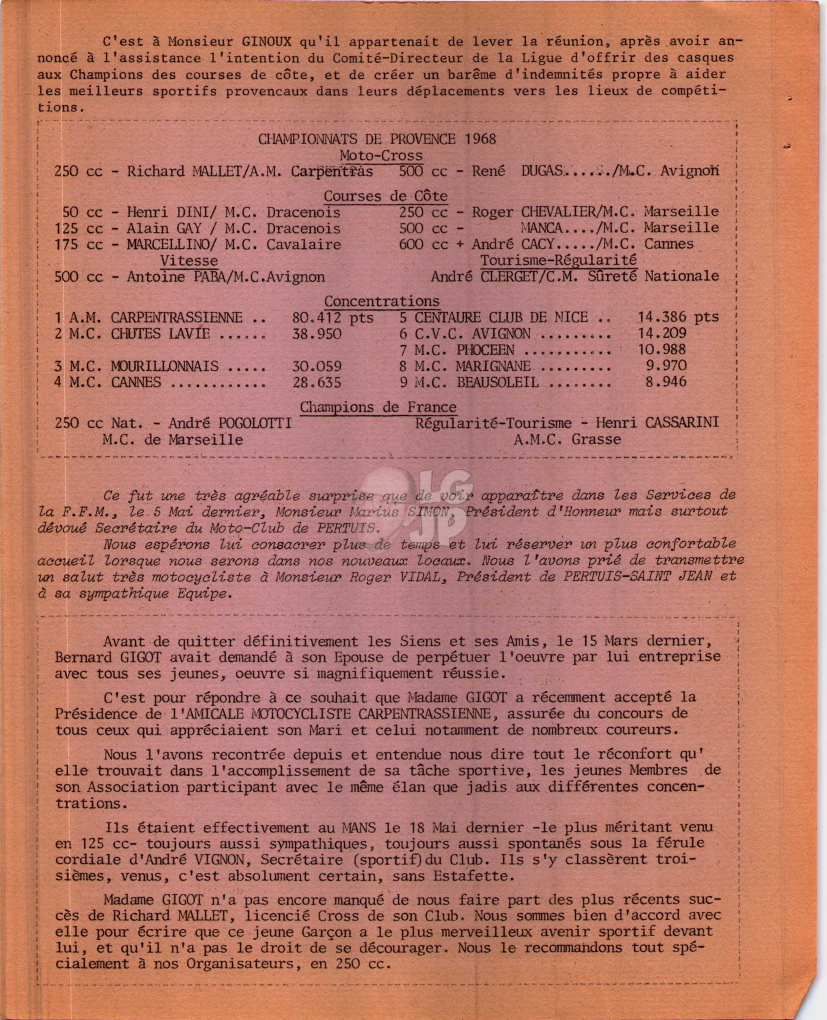 C'est à Monsieur GINOUX qu'il appartenait de lever la réunion, après avoir an-
noncé à l'assistance l'intention du Comité-Directeur de la Ligue d'offrir des casques
aux Champions des courses de côte, et de créer un barême d'indemnités propre à aider
les meilleurs sportifs provencaux dans leurs déplacements vers les lieux de compéti-
tions.
CHAMPIONNATS DE PROVENCE 1968
Moto-Cross
250 cc - Richard MALLET/A.M. Carpentras 500 cc - René DUGAS....../M.C. Avignon
Courses de Côte
50 cc - Henri DINI/ M.C. Dracenois 250 cc - Roger CHEVALIER/M.C. Marseille
125 cc - Alain GAY / M.C. Dracenois 500 cc - MANCA..../M.C. Marseille
175 cc - MARCELLINO/ M.C. Cavalaire 600 cc + André CACY...../M.C. Cannes
Vitesse Tourisme-Régularité
500 cc - Antoine PABA/M.C.Avignon André CLERGET/C.M. Sûreté Nationale
Concentrations
1 A.M. CARPENTRASSIENNE .. 80.412 pts 5 CENTAURE CLUB DE NICE .. 14.386 pts
2 M.C. CHUTES LAVIE ...... 38.950 6 C.V.C. AVIGNON ......... 14.209
7 M.C. PHOCEEN ........... 10.988
3 M.C. MOURILLONNAIS ..... 30.059 8 M.C. MARIGNANE ......... 9.970
4 M.C. CANNES ............ 28.635 9 M.C. BEAUSOLEIL ........ 8.946
Champions de France
250 cc Nat. - André POGOLOTTI Régularité-Tourisme - Henri CASSARINI
M.C. de Marseille A.M.C. Grasse
Ce fut une très agréable surprise que de voir apparaître dans les Services de
la F.F.M., le 5 Mai dernier, Monsieur Marius SIMON, Président d'Honneur mais surtout
dévoué Secrétaire du Moto-Club de PERTUIS.
Nous espérons lui consacrer plus de temps et lui réserver un plus confortable
accueil lorsque nous serons dans nos nouveaux locaux. Nous l'avons prié de transmettre
un salut très motocycliste à Monsieur Roger VIDAL, Président de PERTUIS-SAINT JEAN et
à sa sympathique Equipe.
LG
JP
Avant de quitter définitivement les Siens et ses Amis, le 15 Mars dernier,
Bernard GIGOT avait demandé à son Epouse de perpétuer l'oeuvre par lui entreprise
avec tous ses jeunes, oeuvre si magnifiquement réussie.
C'est pour répondre à ce souhait que Madame GIGOT a récemment accepté la
Présidence de l'AMICALE MOTOCYCLISTE CARPENTRASSIENNE, assurée du concours de
tous ceux qui appréciaient son Mari et celui notamment de nombreux coureurs.
Nous l'avons recontrée depuis et entendue nous dire tout le réconfort qu'
elle trouvait dans l'accomplissement de sa tâche sportive, les jeunes Membres de
son Association participant avec le même élan que jadis aux différentes concen-
trations.
Ils étaient effectivement au MANS le 18 Mai dernier -le plus méritant venu
en 125 cc- toujours aussi sympathiques, toujours aussi spontanés sous la férule
cordiale d'André VIGNON, Secrétaire (sportif)du Club. Ils s'y classèrent troi-
sièmes, venus, c'est absolument certain, sans Estafette.
Madame GIGOT n'a pas encore manqué de nous faire part des plus récents suc-
cès de Richard MALLET, licencié Cross de son Club. Nous sommes bien d'accord avec
elle pour écrire que ce jeune Garçon a le plus merveilleux avenir sportif devant
lui, et qu'il n'a pas le droit de se décourager. Nous le recommandons tout spé-
cialement à nos Organisateurs, en 250 cc.